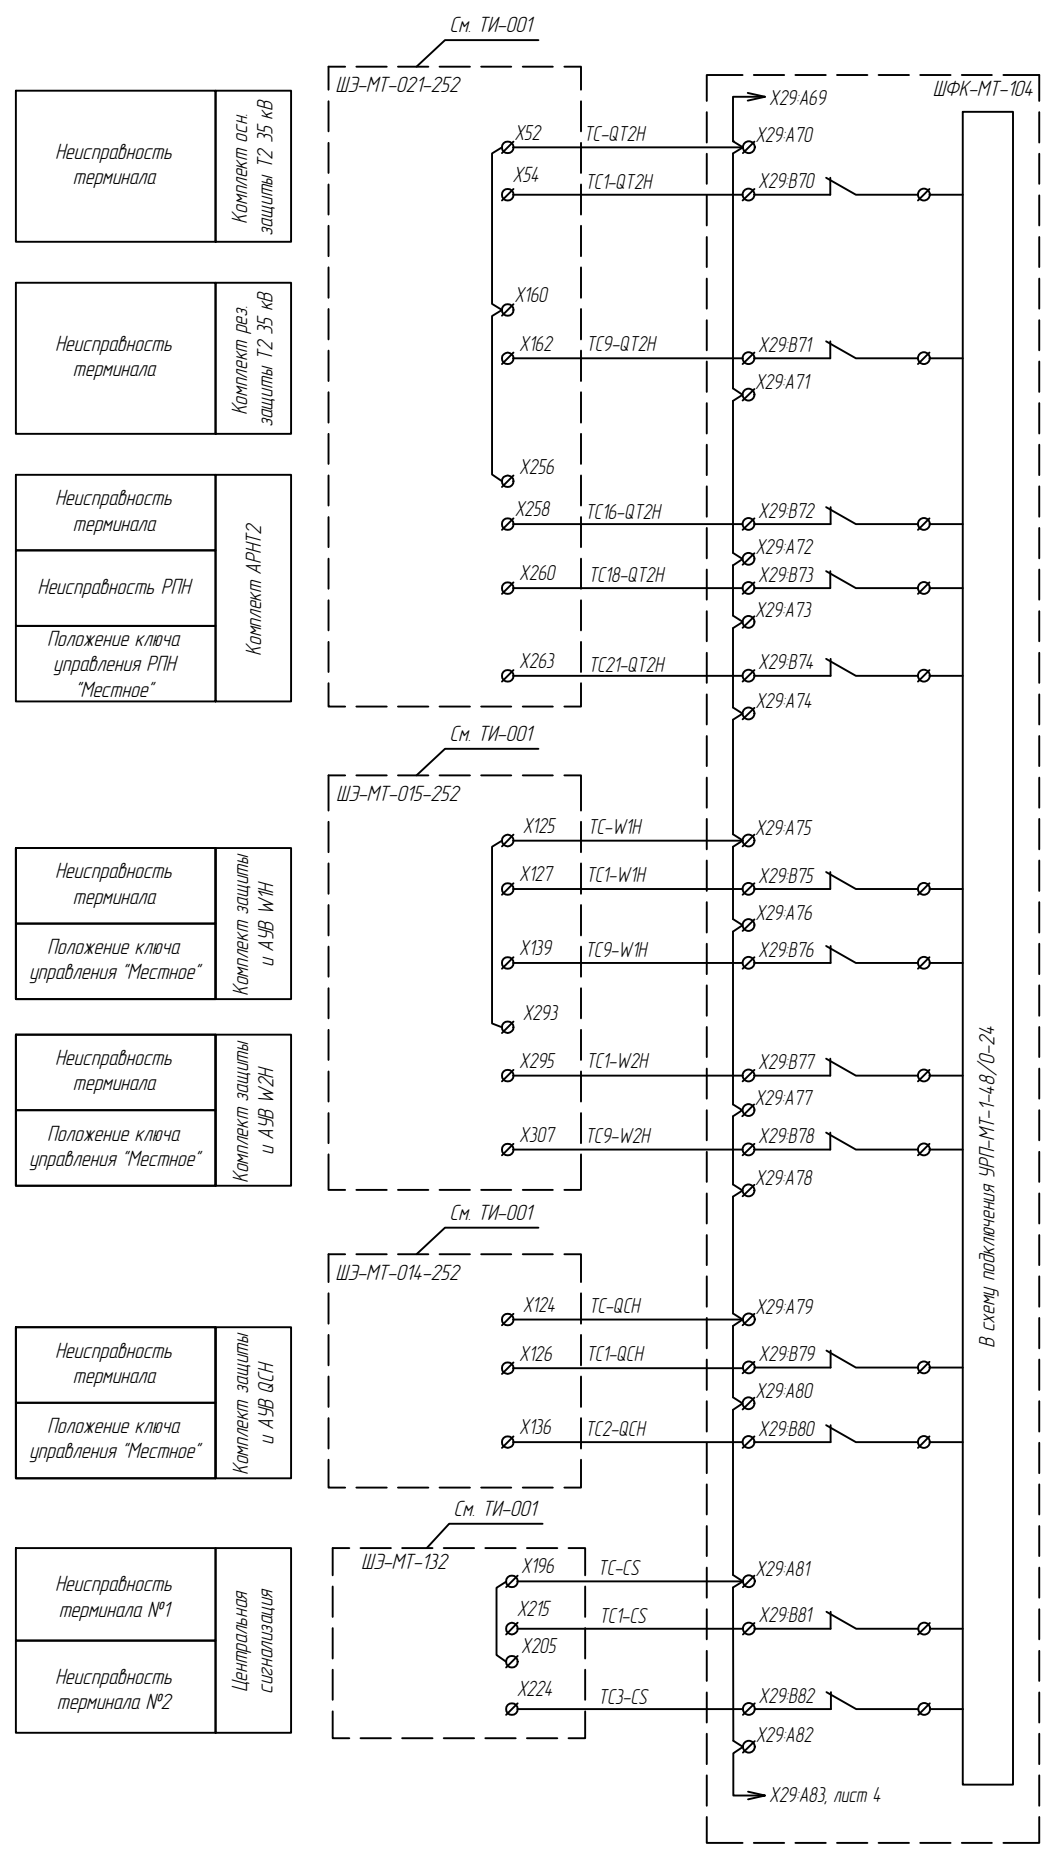 См. ТИ-001
ШЭ-МТ-021-252
ШФК-МТ-104
X29:A69
Неисправность
терминала
Комплект осн.
защиты Т2 35 кВ
X52
ТС-QT2H
X29:A70
X54
ТС1-QT2H
X29:B70
Неисправность
терминала
Комплект рез.
защиты Т2 35 кВ
X160
X162
ТС9-QT2H
X29:B71
X29:A71
X256
Неисправность
терминала
Неисправность РПН
Положение ключа
управления РПН
"Местное"
Комплект АРНТ2
X258
ТС16-QT2H
X29:B72
X29:A72
X260
ТС18-QT2H
X29:B73
X29:A73
X263
ТС21-QT2H
X29:B74
X29:A74
См. ТИ-001
ШЭ-МТ-015-252
X125
ТС-W1H
X29:A75
Неисправность
терминала
Положение ключа
управления "Местное"
Комплект защиты
и АУВ W1H
X127
ТС1-W1H
X29:B75
X29:A76
X139
ТС9-W1H
X29:B76
X293
Неисправность
терминала
Положение ключа
управления "Местное"
Комплект защиты
и АУВ W2H
X295
ТС1-W2H
X29:B77
X29:A77
X307
ТС9-W2H
X29:B78
X29:A78
В схему подключения УРП-МТ-1-48/0-24
См. ТИ-001
ШЭ-МТ-014-252
X124
ТС-QCH
X29:A79
Неисправность
терминала
Положение ключа
управления "Местное"
Комплект защиты
и АУВ QCH
X126
ТС1-QCH
X29:B79
X29:A80
X136
ТС2-QCH
X29:B80
См. ТИ-001
ШЭ-МТ-132
X196
ТС-CS
X29:A81
Неисправность
терминала №1
Неисправность
терминала №2
Центральная
сигнализация
X215
ТС1-CS
X29:B81
X205
X224
ТС3-CS
X29:B82
X29:A82
X29:A83, лист 4